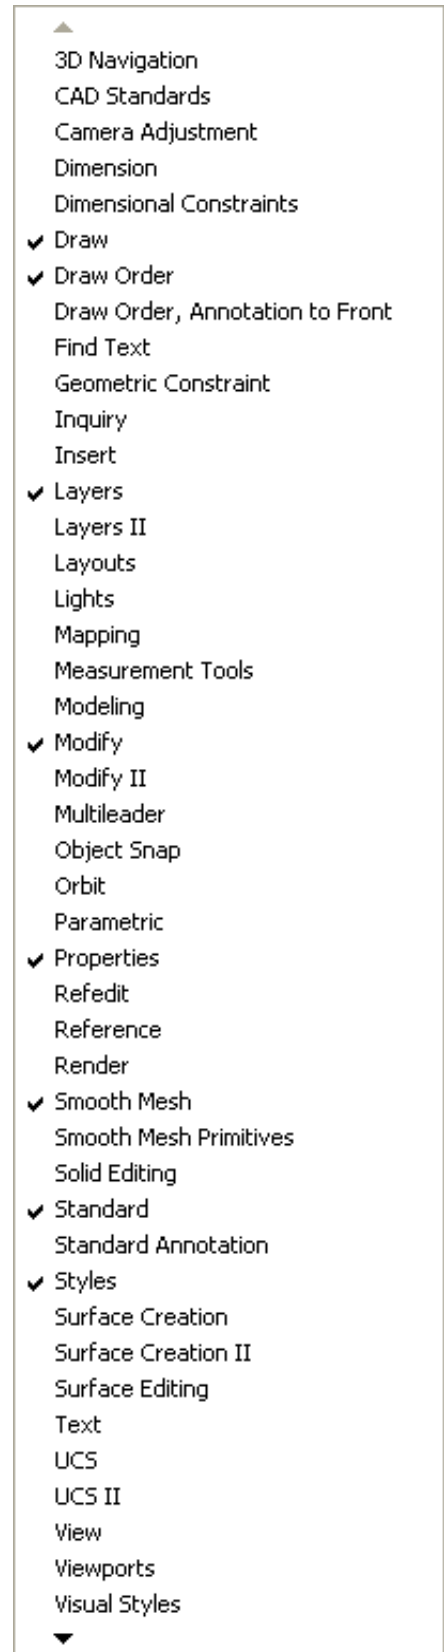 3D Navigation
CAD Standards
Camera Adjustment
Dimension
Dimensional Constraints
Draw
Draw Order
Draw Order, Annotation to Front
Find Text
Geometric Constraint
Inquiry
Insert
Layers
Layers II
Layouts
Lights
Mapping
Measurement Tools
Modeling
Modify
Modify II
Multileader
Object Snap
Orbit
Parametric
Properties
Refedit
Reference
Render
Smooth Mesh
Smooth Mesh Primitives
Solid Editing
Standard
Standard Annotation
Styles
Surface Creation
Surface Creation II
Surface Editing
Text
UCS
UCS II
View
Viewports
Visual Styles